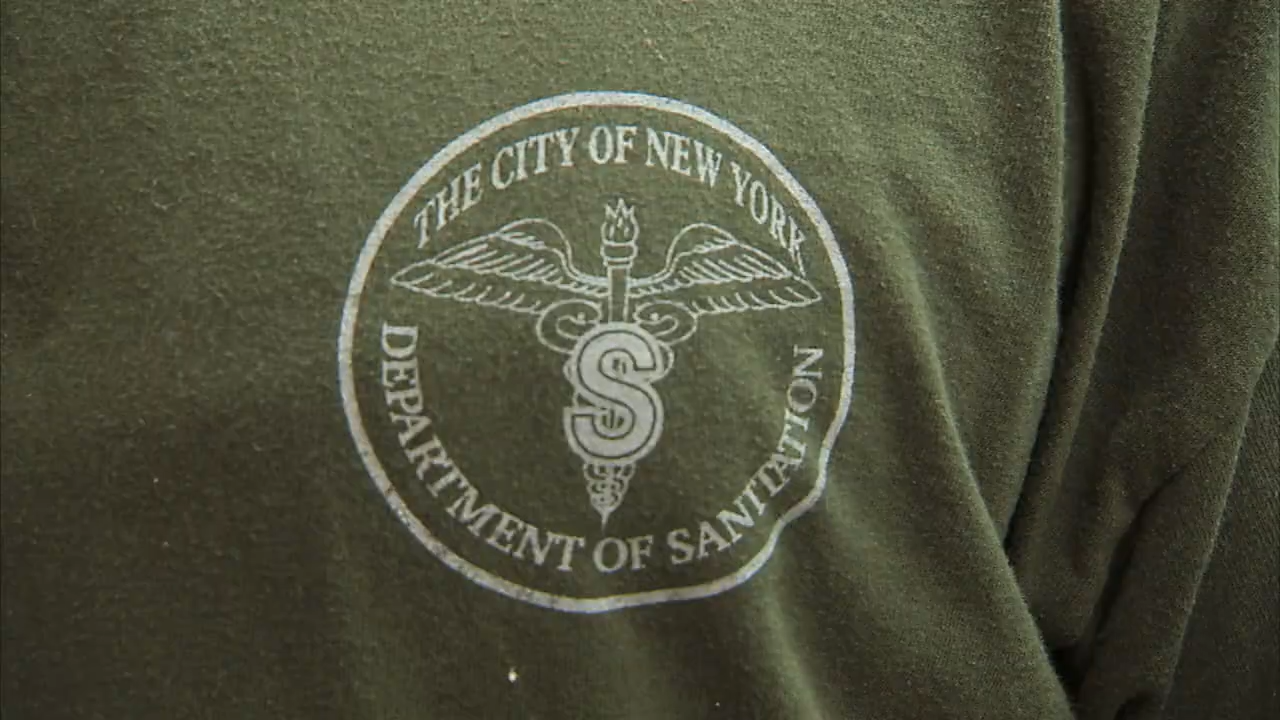 THE CITY OF NEW YORK
S
DEPARTMENT OF SANITATION